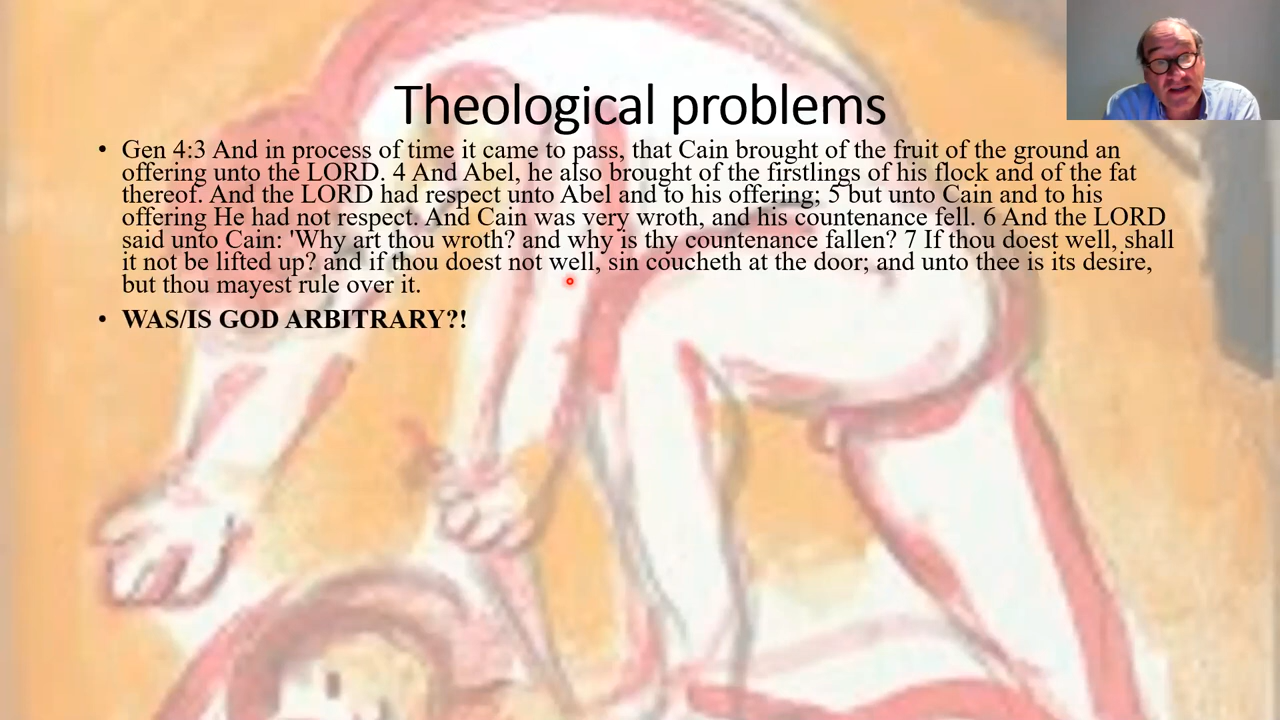 Theological problems
• Gen 4:3 And in process of time it came to pass, that Cain brought of the fruit of the ground an
offering unto the LORD. 4 And Abel, he also brought of the firstlings of his flock and of the fat
thereof. And the LORD had respect unto Abel and to his offering; 5 but unto Cain and to his
offering He had not respect. And Cain was very wroth, and his countenance fell. 6 And the LORD
said unto Cain: 'Why art thou wroth? and why is thy countenance fallen? 7 If thou doest well, shall
it not be lifted up? and if thou doest not well, sin coucheth at the door; and unto thee is its desire,
but thou mayest rule over it.
• WAS/IS GOD ARBITRARY?!